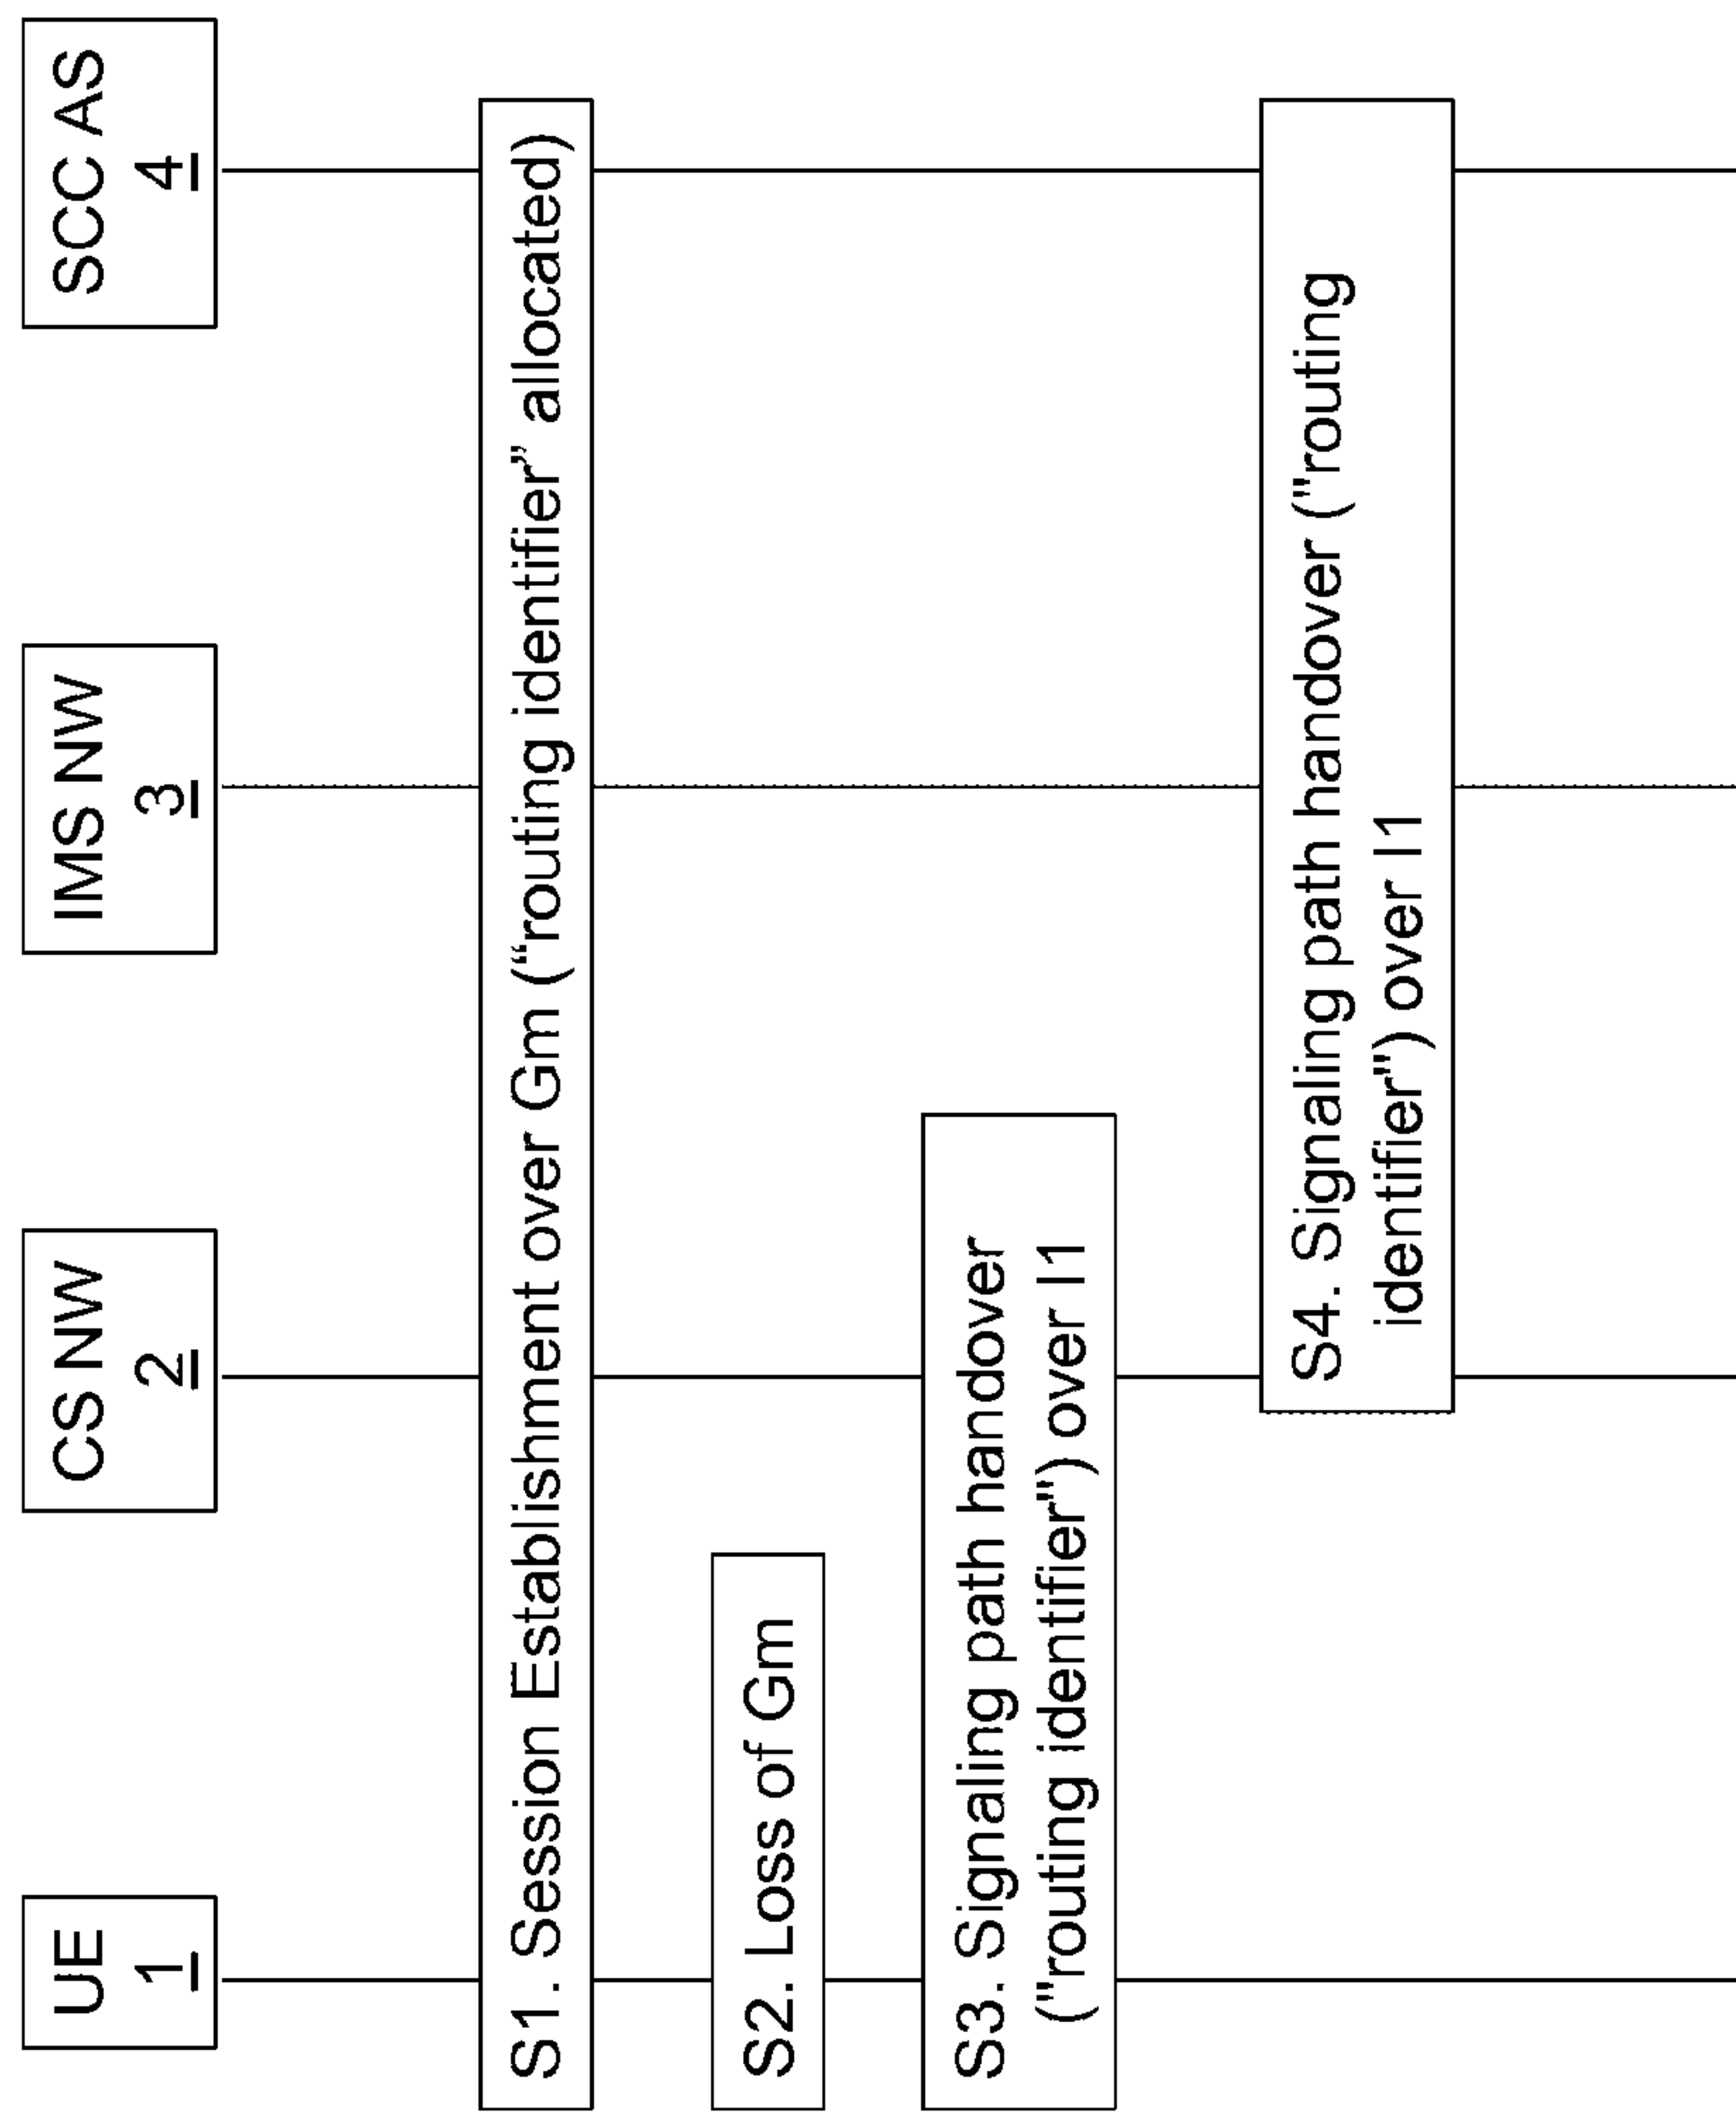 UE
1
CS NW
2
IMS NW
3
SCC AS
4
S1. Session Establishment over Gm (“routing identifier” allocated)
S2. Loss of Gm
S3. Signaling path handover
("routing identifier") over I1
S4. Signaling path handover ("routing
identifier") over I1